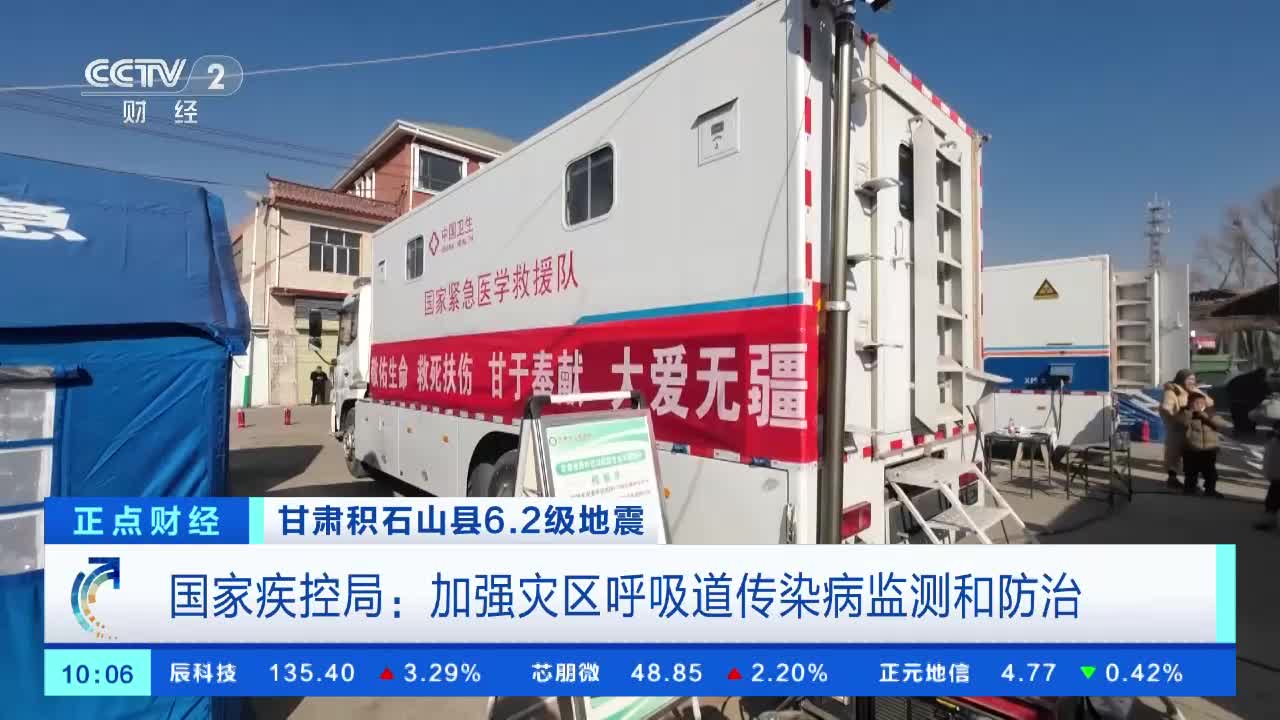 CCTV 2
财 经
急
中国卫生
国家紧急医学救援队
敬佑生命 救死扶伤 甘于奉献 大爱无疆
正点财经
甘肃积石山县6.2级地震
国家疾控局：加强灾区呼吸道传染病监测和防治
10:06 辰科技 135.40 ▲ 3.29% 芯朋微 48.85 ▲ 2.20% 正元地信 4.77 ▼ 0.42%